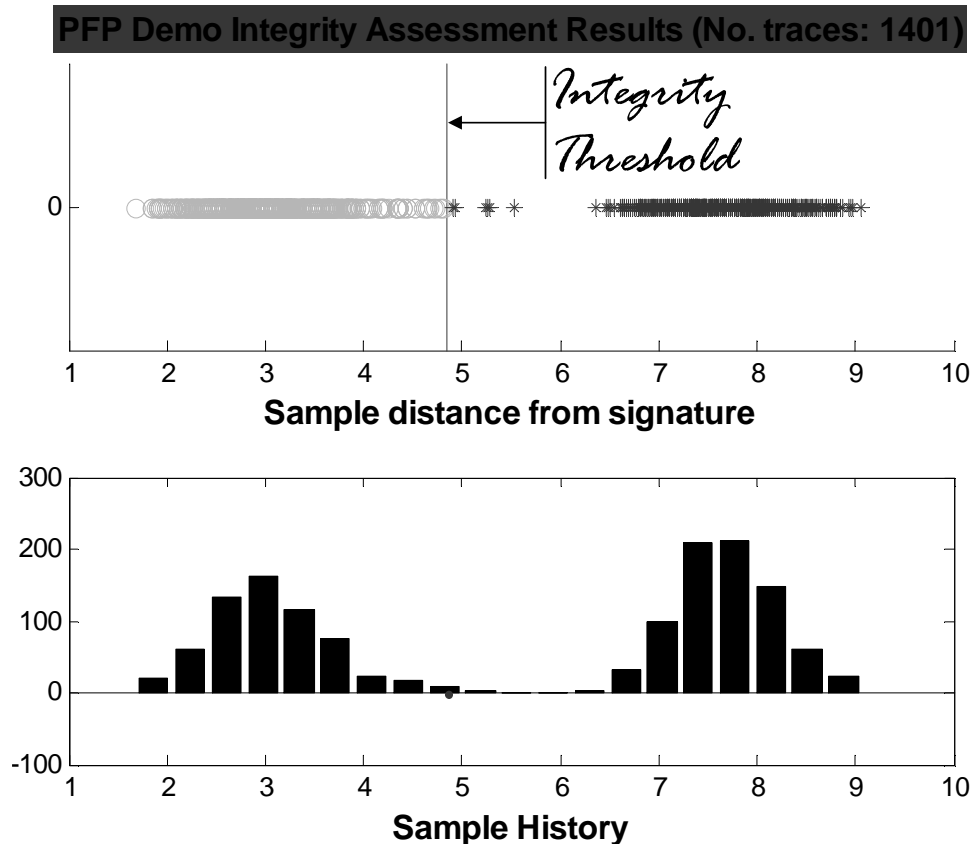 PFP Demo Integrity Assessment Results (No. traces: 1401)
Integrity
Threshold
0
1 2 3 4 5 6 7 8 9 10
Sample distance from signature
300
200
100
0
-100
1 2 3 4 5 6 7 8 9 10
Sample History